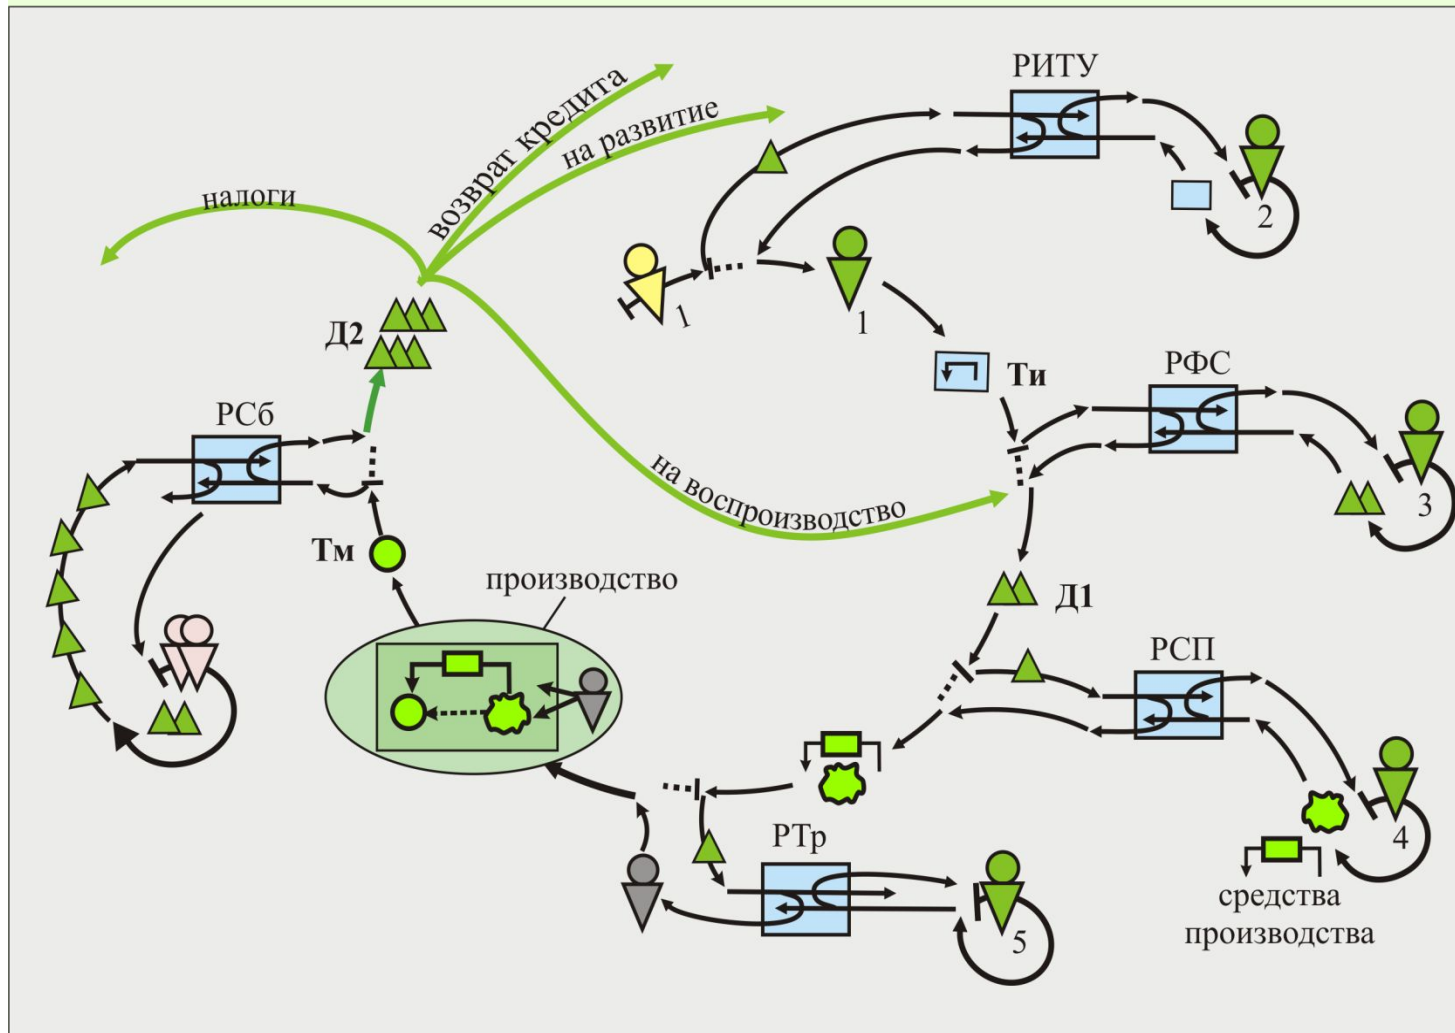 РИТУ
возврат кредита
на развитие
налоги
2
1
1
Д2
Ти
РФС
РСб
на воспроизводство
3
Тм
производство
Д1
РСП
РТр
4
средства
производства
5